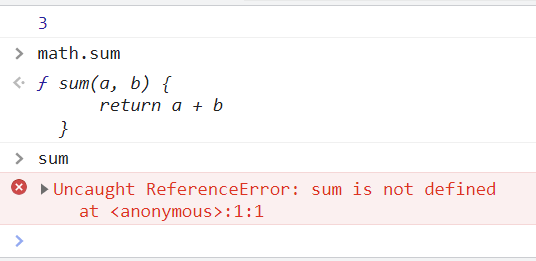 3
math.sum
ƒ sum(a, b) {
return a + b
}
sum
Uncaught ReferenceError: sum is not defined
at <anonymous>:1:1